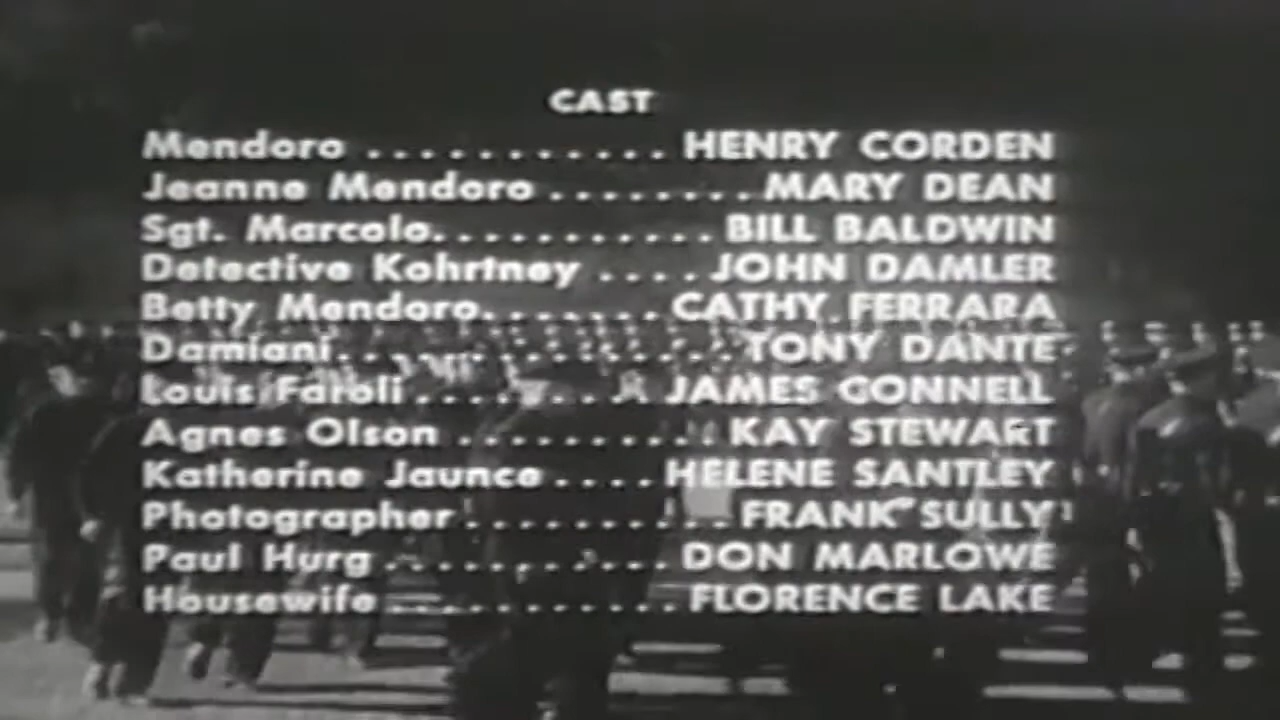 CAST
Mendoro ............ HENRY CORDEN
Jeanne Mendoro ........ MARY DEAN
Sgt. Marcolo............ BILL BALDWIN
Detective Kohrtney .... JOHN DAMLER
Betty Mendoro....... CATHY FERRARA
Damiani............... TONY DANTE
Louis Faroli .......... JAMES CONNELL
Agnes Olson .......... KAY STEWART
Katherine Jaunce .... HELENE SANTLEY
Photographer .......... FRANK SULLY
Paul Hurg .......... DON MARLOWE
Housewife ........... FLORENCE LAKE